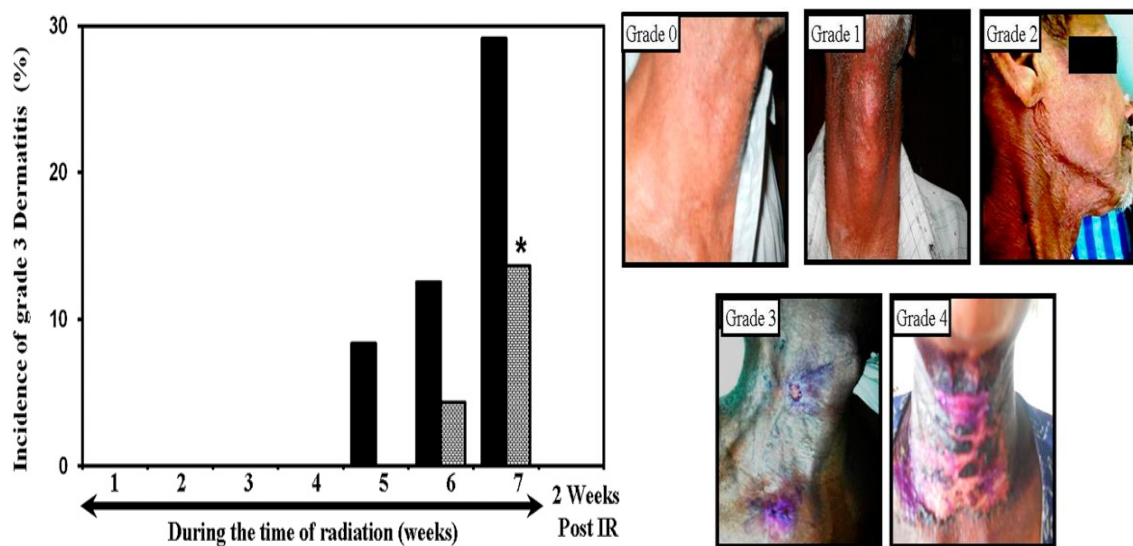 Incidence of grade 3 Dermatitis (%)
30
20
10
0
1 2 3 4 5 6 7 2 Weeks
Post IR
During the time of radiation (weeks)
*
Grade 0
Grade 1
Grade 2
Grade 3
Grade 4